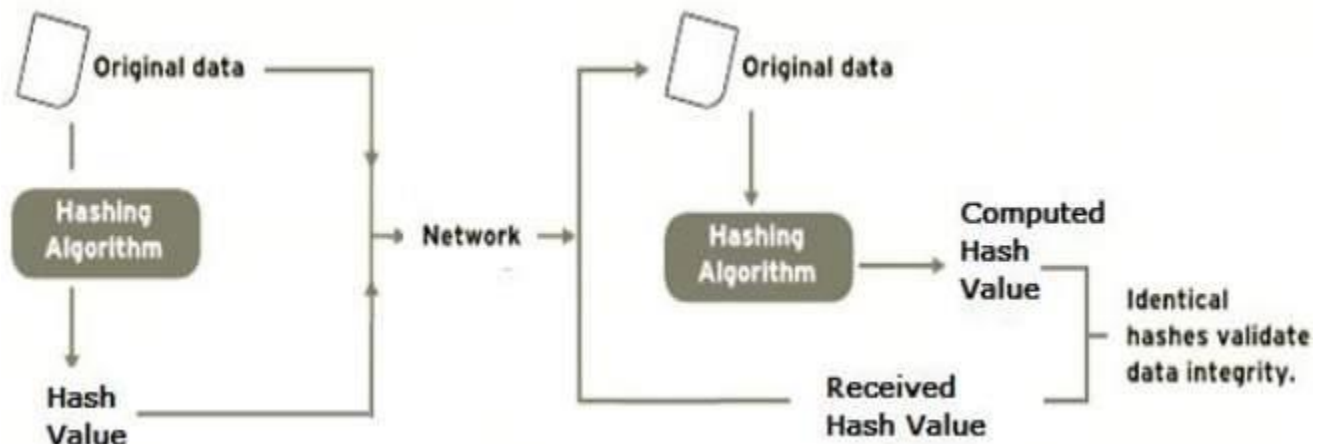 Original data
Hashing
Algorithm
Hash
Value
Network
Original data
Hashing
Algorithm
Computed
Hash
Value
Received
Hash Value
Identical
hashes validate
data integrity.